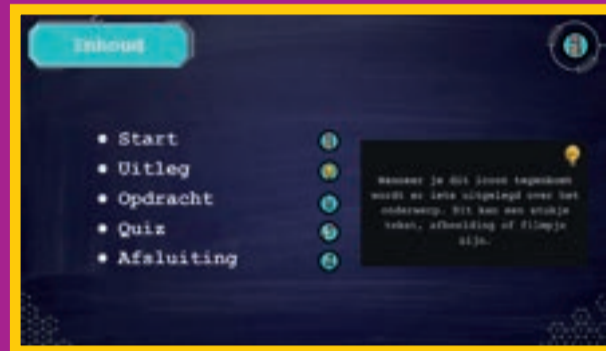 Inhoud
Start
Uitleg
Opdracht
Quiz
Afsluiting
Wanneer je dit icoon tegenkomt
wordt er iets uitgelegd over het
onderwerp. Dit kan een stukje
tekst, afbeelding of filmpje
zijn.